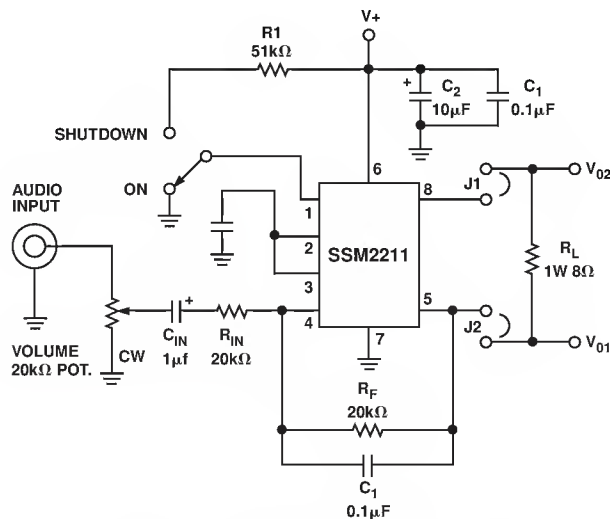 V+
R1
51kΩ
+
C2
10μF
C1
0.1μF
SHUTDOWN
ON
AUDIO
INPUT
6
8
J1
V02
1
2
3
4
SSM2211
RL
1W 8Ω
5
J2
V01
7
+
CIN
1μf
RIN
20kΩ
VOLUME
20kΩ POT.
CW
RF
20kΩ
C1
0.1μF